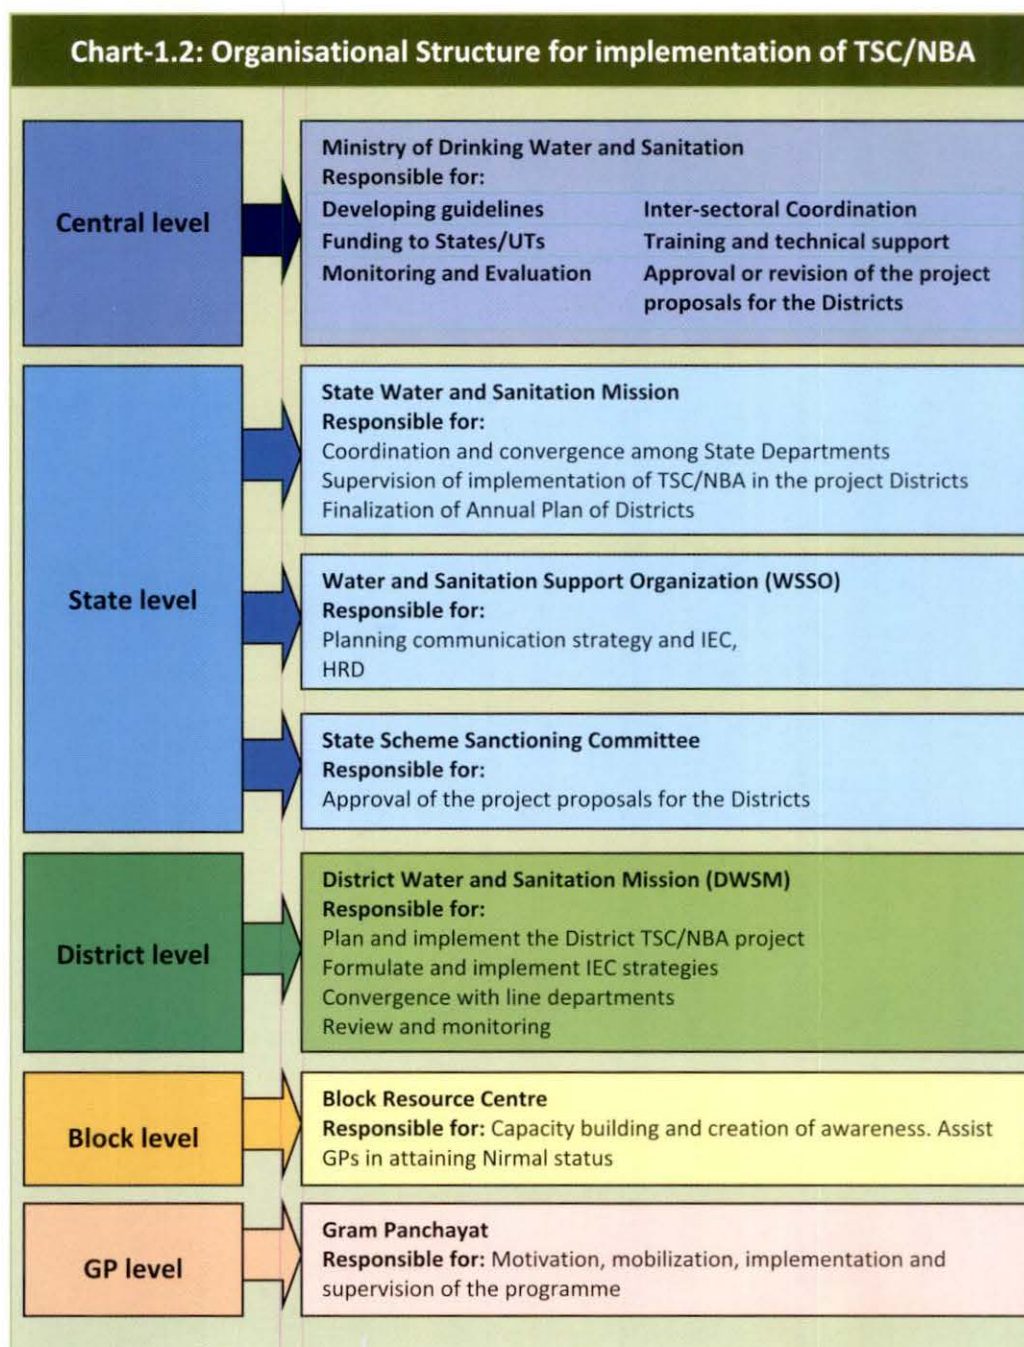 Chart-1.2: Organisational Structure for implementation of TSC/NBA
Central level
Ministry of Drinking Water and Sanitation
Responsible for:
Developing guidelines Inter-sectoral Coordination
Funding to States/UTs Training and technical support
Monitoring and Evaluation Approval or revision of the project
proposals for the Districts
State level
State Water and Sanitation Mission
Responsible for:
Coordination and convergence among State Departments
Supervision of implementation of TSC/NBA in the project Districts
Finalization of Annual Plan of Districts
Water and Sanitation Support Organization (WSSO)
Responsible for:
Planning communication strategy and IEC,
HRD
State Scheme Sanctioning Committee
Responsible for:
Approval of the project proposals for the Districts
District level
District Water and Sanitation Mission (DWSM)
Responsible for:
Plan and implement the District TSC/NBA project
Formulate and implement IEC strategies
Convergence with line departments
Review and monitoring
Block level
Block Resource Centre
Responsible for: Capacity building and creation of awareness. Assist
GPs in attaining Nirmal status
GP level
Gram Panchayat
Responsible for: Motivation, mobilization, implementation and
supervision of the programme